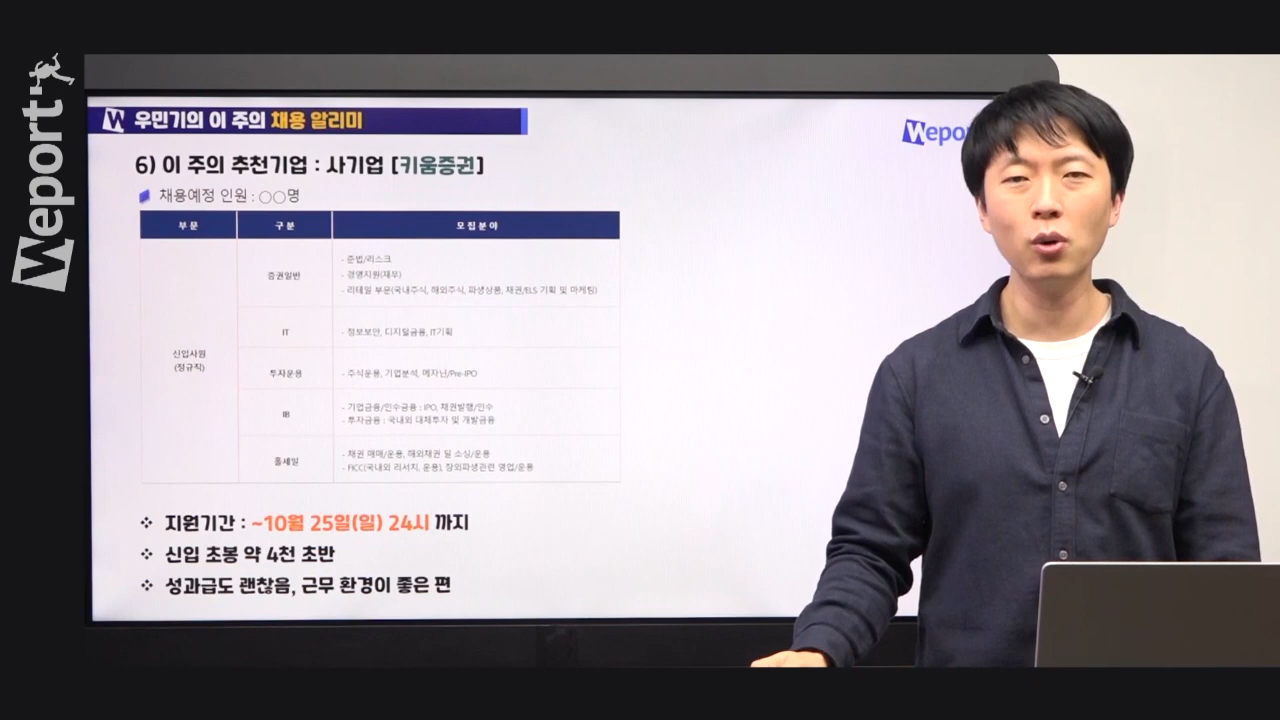 Weport
우민기의 이 주의 채용 알리미
Wepo
6) 이 주의 추천기업 : 사기업 [키움증권]
채용예정 인원 : ○○명
부 문 구 분 모 집 분 야
신입사원
(정규직)
증권일반
- 준법/리스크
- 경영지원(재무)
- 리테일 부문(국내주식, 해외주식, 파생상품, 채권/ELS 기획 및 마케팅)
IT
- 정보보안, 디지털금융, IT기획
투자운용
- 주식운용, 기업분석, 메자닌/Pre-IPO
IB
- 기업금융/인수금융 : IPO, 채권발행/인수
- 투자금융 : 국내외 대체투자 및 개발금융
홀세일
- 채권 매매/운용, 해외채권 딜 소싱/운용
- FICC(국내외 리서치, 운용), 장외파생관련 영업/운용
❖ 지원기간 : ~10월 25일(일) 24시 까지
❖ 신입 초봉 약 4천 초반
❖ 성과급도 괜찮음, 근무 환경이 좋은 편